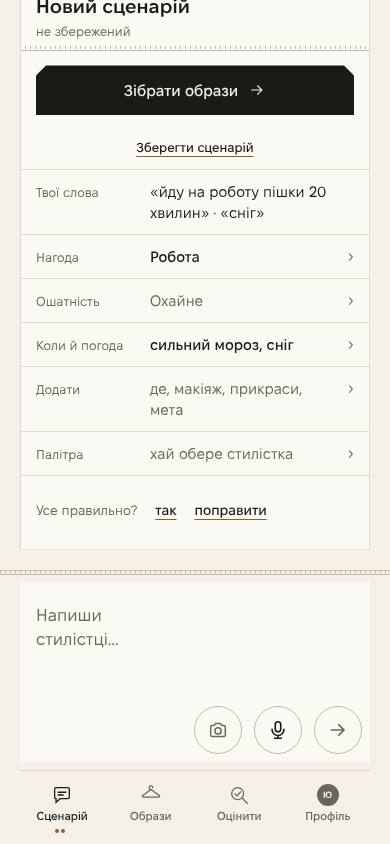 Новий сценарій
не збережений
Зібрати образи →
Зберегти сценарій
Твої слова
«йду на роботу пішки 20
хвилин» · «сніг»
Нагода
Робота
Ошатність
Охайне
Коли й погода
сильний мороз, сніг
Додати
де, макіяж, прикраси,
мета
Палітра
хай обере стилістка
Усе правильно? так поправити
Напиши
стилістці...
Сценарій
Образи
Оцінити
Ю
Профіль